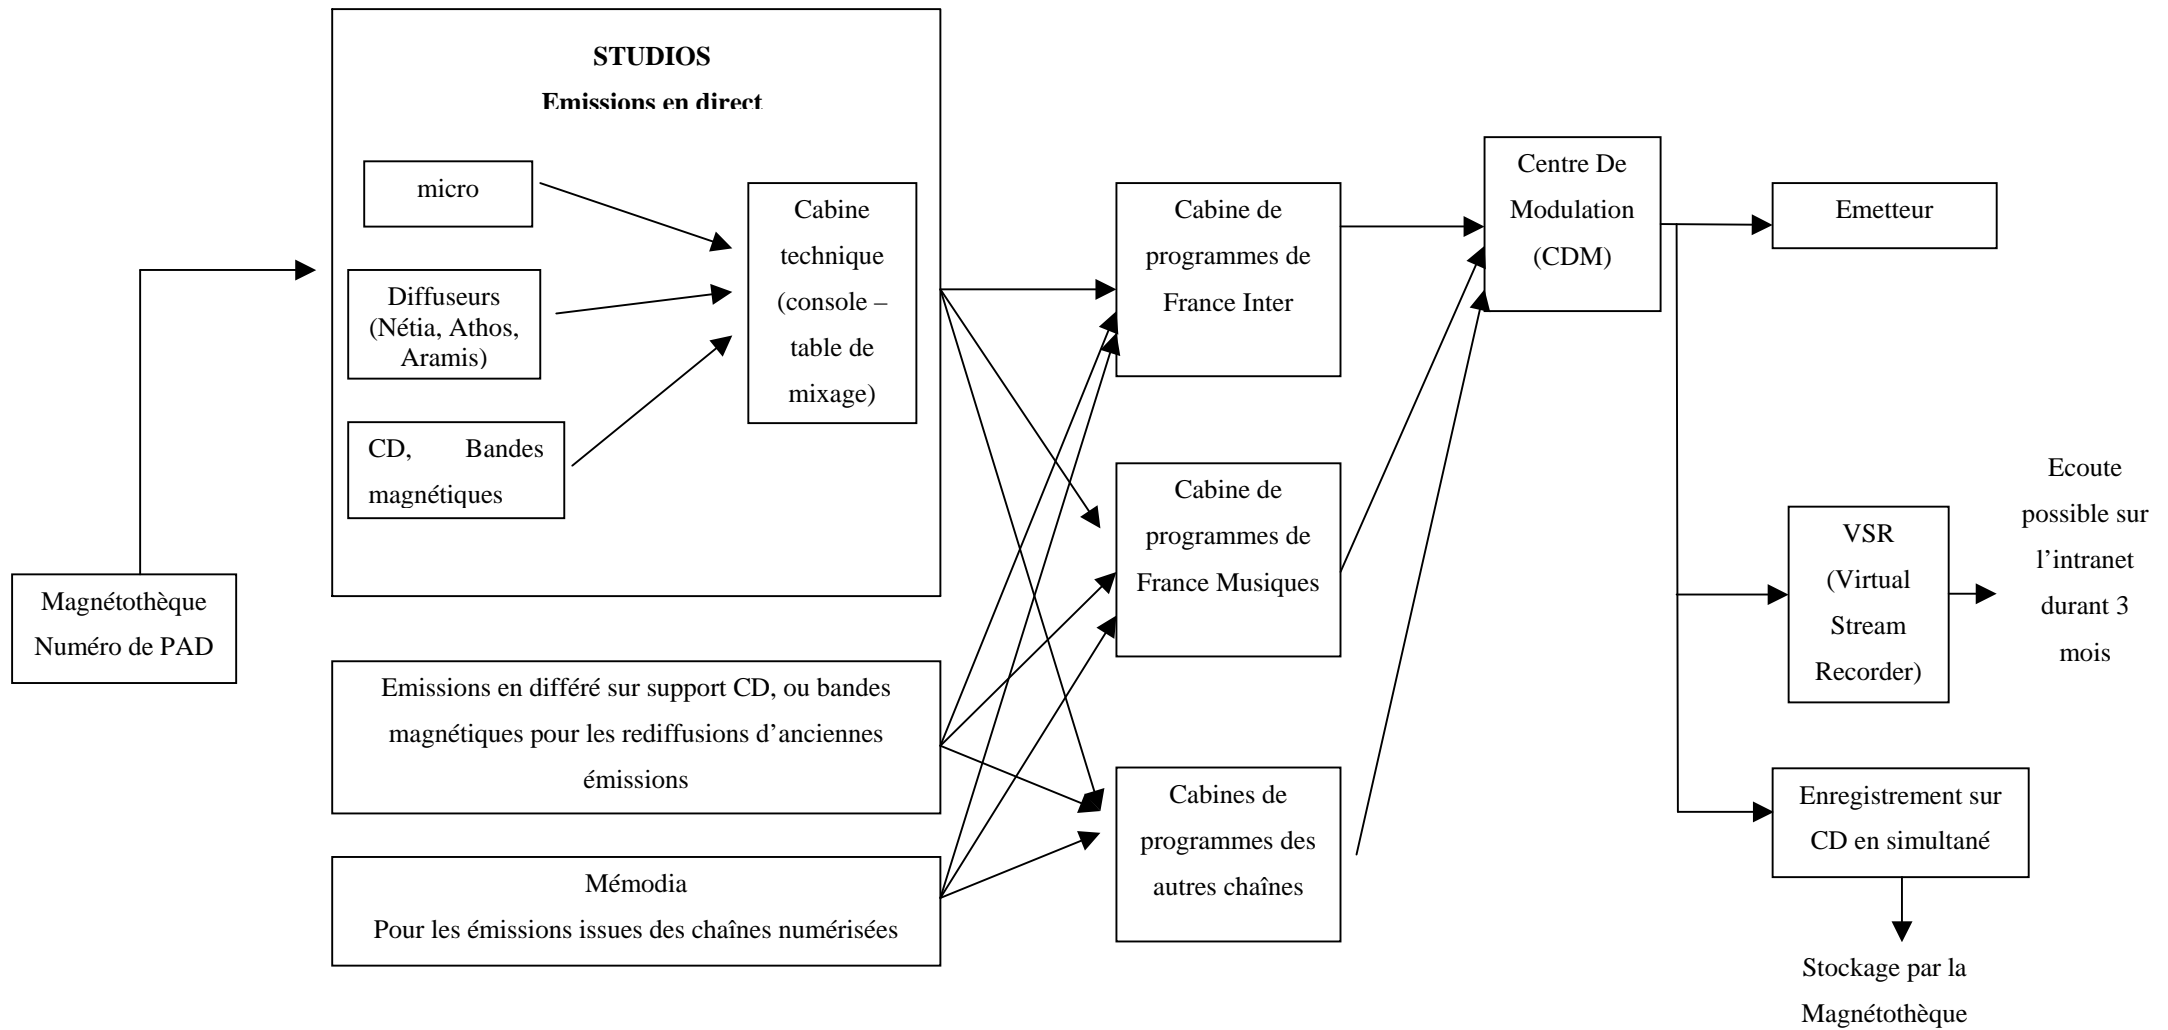 STUDIOS
Emissions en direct
micro
Diffuseurs
(Nétia, Athos,
Aramis)
CD, Bandes
magnétiques
Cabine
technique
(console –
table de
mixage)
Magnétothèque
Numéro de PAD
Emissions en différé sur support CD, ou bandes
magnétiques pour les rediffusions d’anciennes
émissions
Mémodia
Pour les émissions issues des chaînes numérisées
Cabine de
programmes de
France Inter
Cabine de
programmes de
France Musiques
Cabines de
programmes des
autres chaînes
Centre De
Modulation
(CDM)
Emetteur
VSR
(Virtual
Stream
Recorder)
Ecoute
possible sur
l’intranet
durant 3
mois
Enregistrement sur
CD en simultané
Stockage par la
Magnétothèque